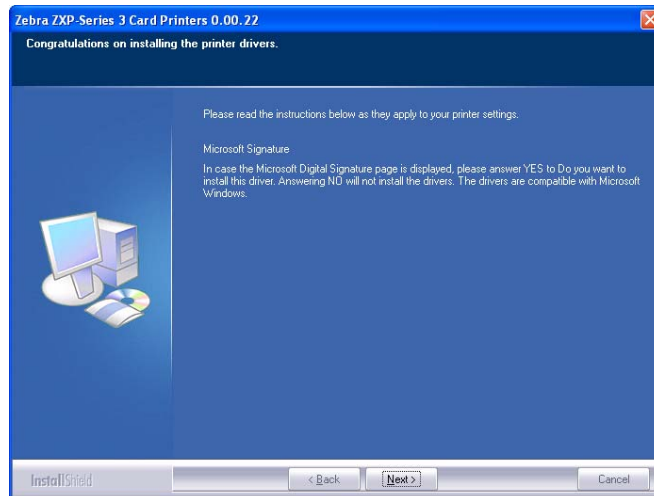 Zebra ZXP-Series 3 Card Printers 0.00.22
Congratulations on installing the printer drivers.
Please read the instructions below as they apply to your printer settings.
Microsoft Signature
In case the Microsoft Digital Signature page is displayed, please answer YES to Do you want to
install this driver. Answering NO will not install the drivers. The drivers are compatible with Microsoft
Windows.
InstallShield
< Back
Next >
Cancel